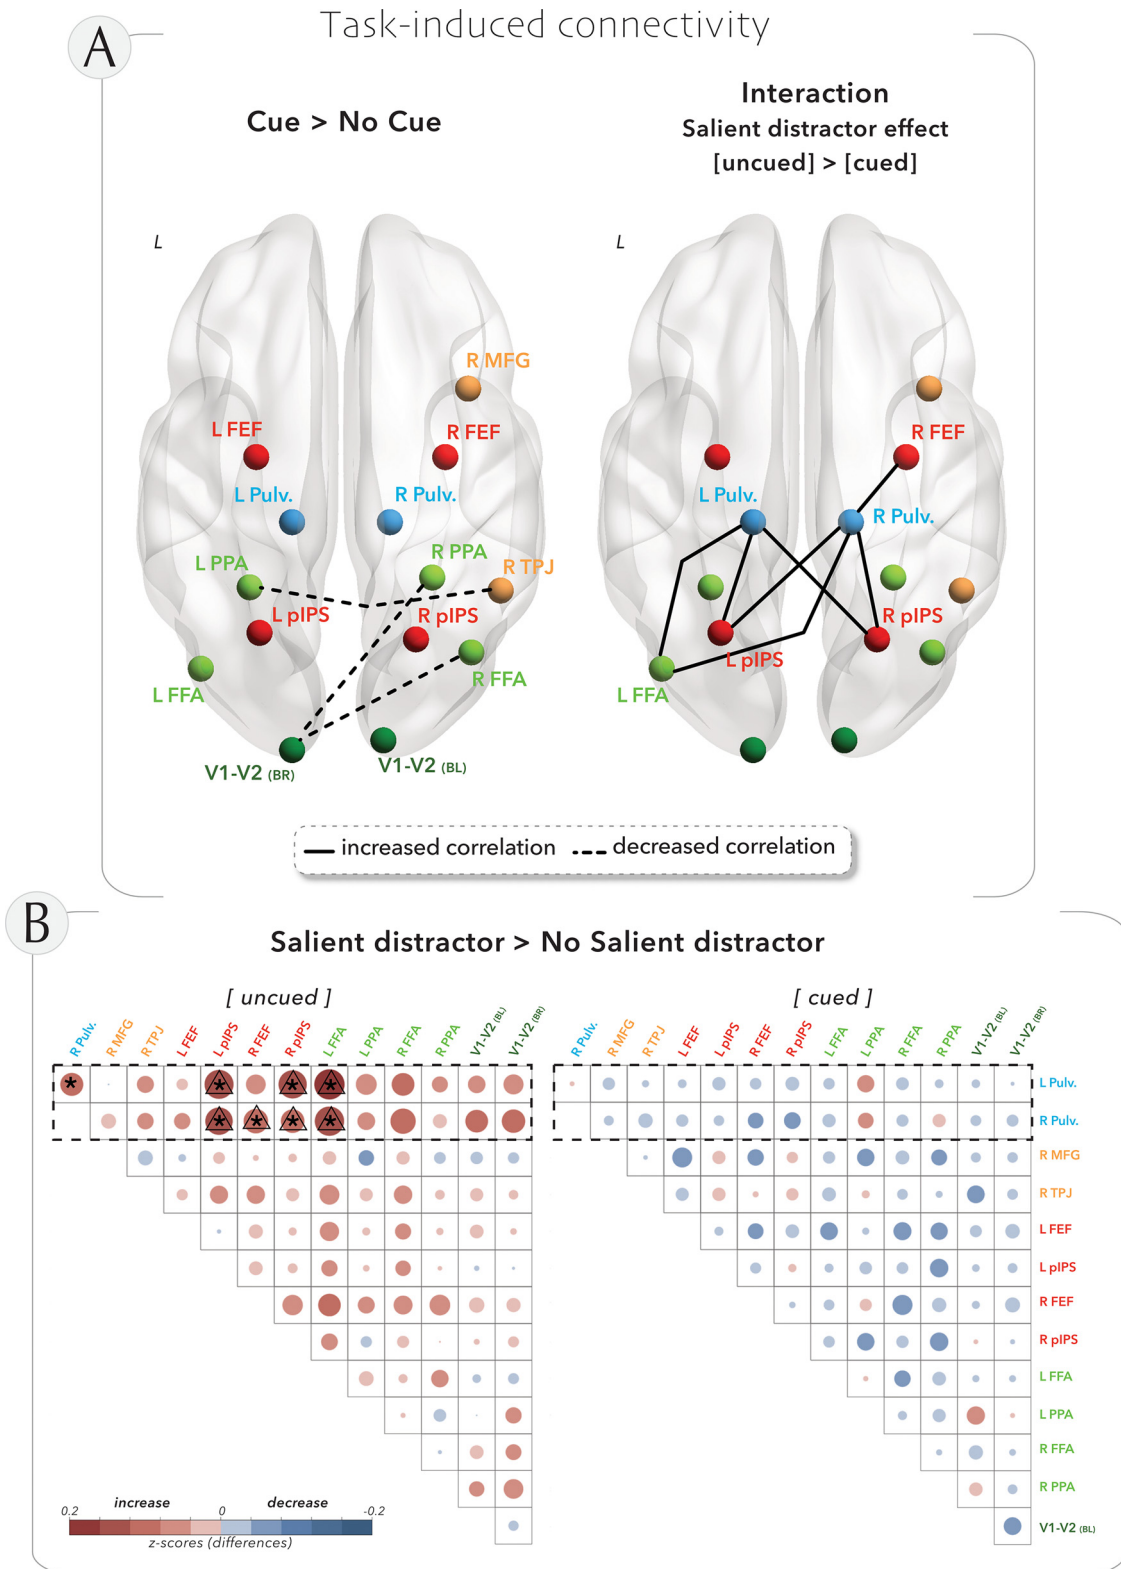 Task-induced connectivity
A
Cue > No Cue
Interaction
Salient distractor effect
[uncued] > [cued]
L
L
R MFG
L FEF
R FEF
R FEF
L Pulv.
R Pulv.
L Pulv.
R Pulv.
L PPA
R PPA
R TPJ
L pIPS
R pIPS
R pIPS
L pIPS
L FFA
R FFA
L FFA
V1-V2 (BR)
V1-V2 (BL)
increased correlation
decreased correlation
B
Salient distractor > No Salient distractor
[ uncued ]
[ cued ]
R Pulv.
R MFG
R TPJ
L FEF
L pIPS
R FEF
R pIPS
L FFA
L PPA
R FFA
R PPA
V1-V2 (BL)
V1-V2 (BR)
R Pulv.
R MFG
R TPJ
L FEF
L pIPS
R FEF
R pIPS
L FFA
L PPA
R FFA
R PPA
V1-V2 (BL)
V1-V2 (BR)
L Pulv.
R Pulv.
R MFG
R TPJ
L FEF
L pIPS
R FEF
R pIPS
L FFA
L PPA
R FFA
R PPA
V1-V2 (BL)
increase
decrease
0.2
0
-0.2
z-scores (differences)